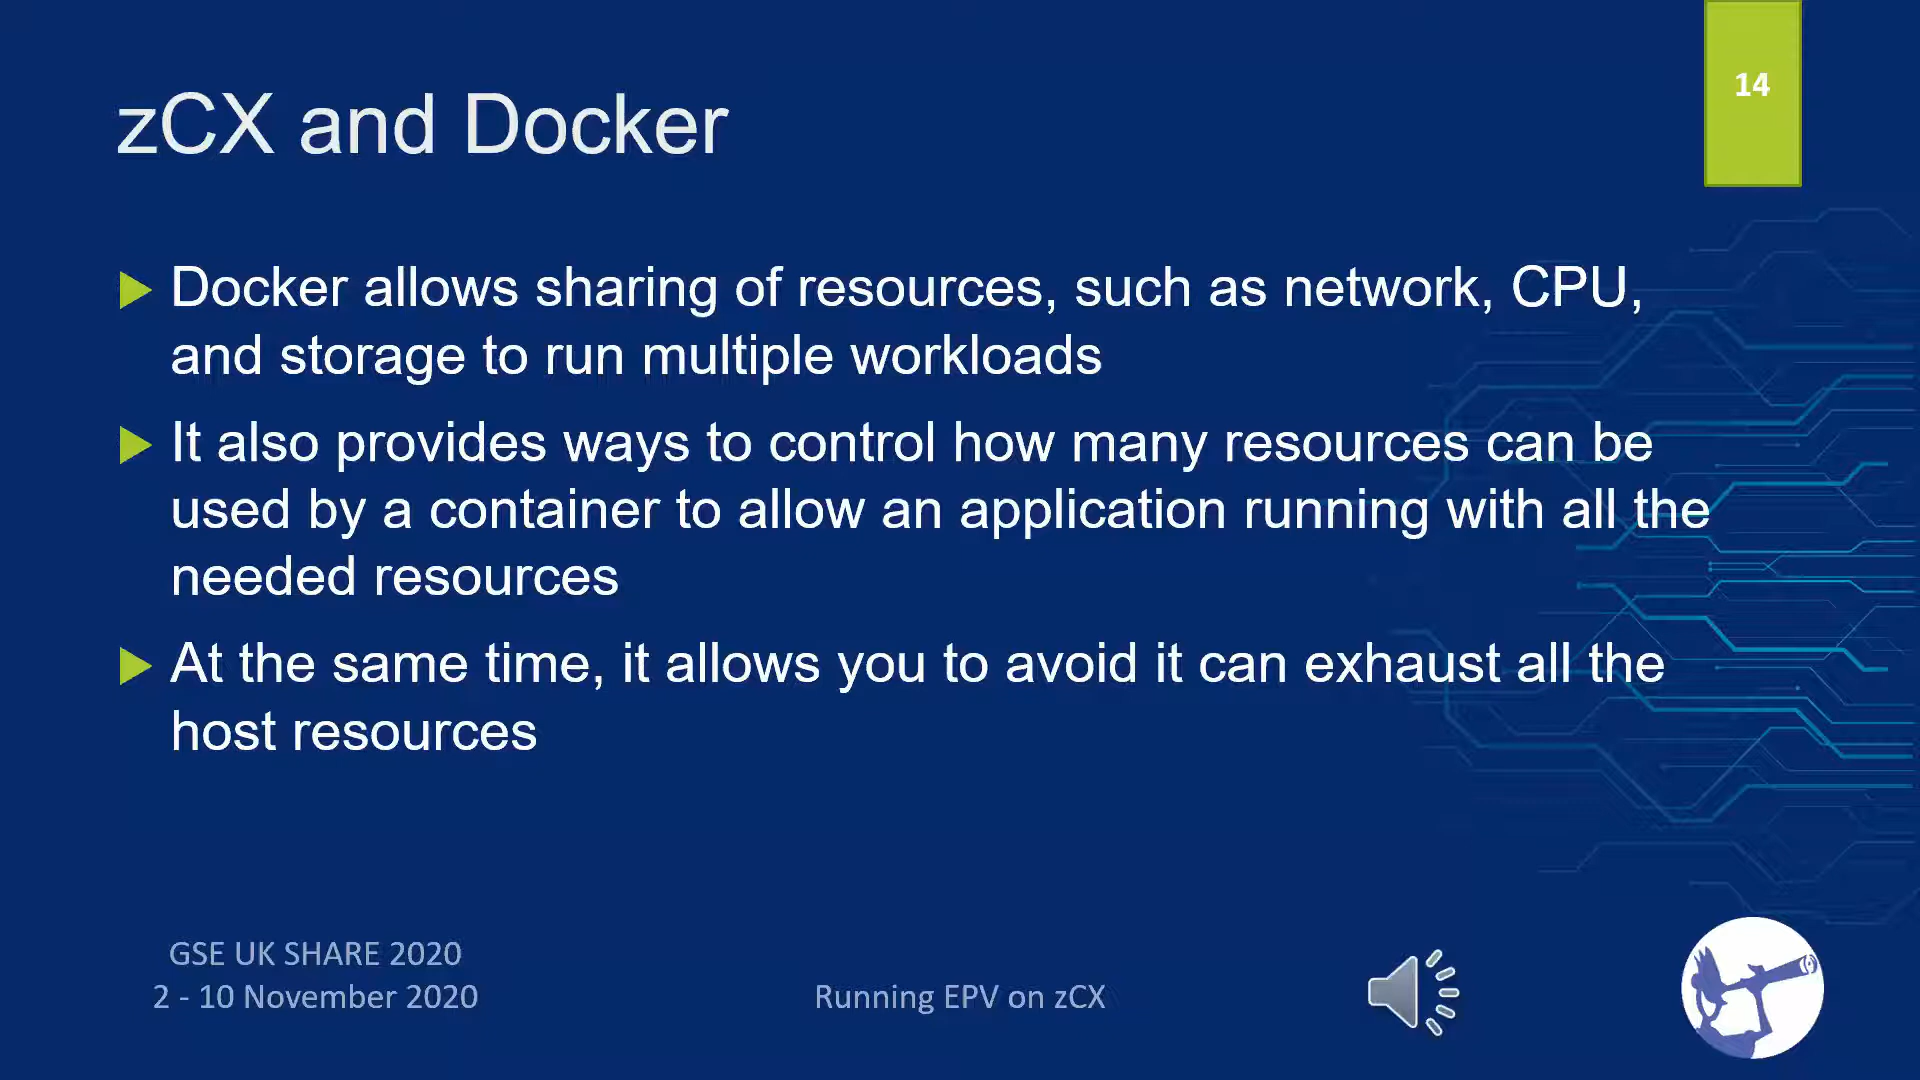 14
zCX and Docker
Docker allows sharing of resources, such as network, CPU,
and storage to run multiple workloads
It also provides ways to control how many resources can be
used by a container to allow an application running with all the
needed resources
At the same time, it allows you to avoid it can exhaust all the
host resources
GSE UK SHARE 2020
2 - 10 November 2020
Running EPV on zCX